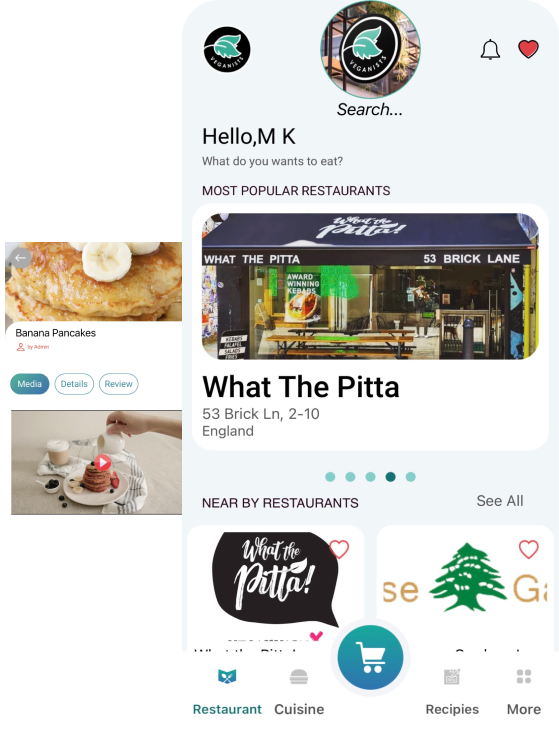 VEGANISTS
VEGANISTS
Search...
Hello,M K
What do you wants to eat?
MOST POPULAR RESTAURANTS
What the Pitta!
WHAT THE PITTA 53 BRICK LANE
AWARD
WINNING
KEBABS
KEBABS
FALAFEL
SALADS
FRIES
What The Pitta
53 Brick Ln, 2-10
England
Banana Pancakes
by Admin
Media Details Review
NEAR BY RESTAURANTS See All
What the
Pitta!
se Ga
Restaurant Cuisine Recipies More